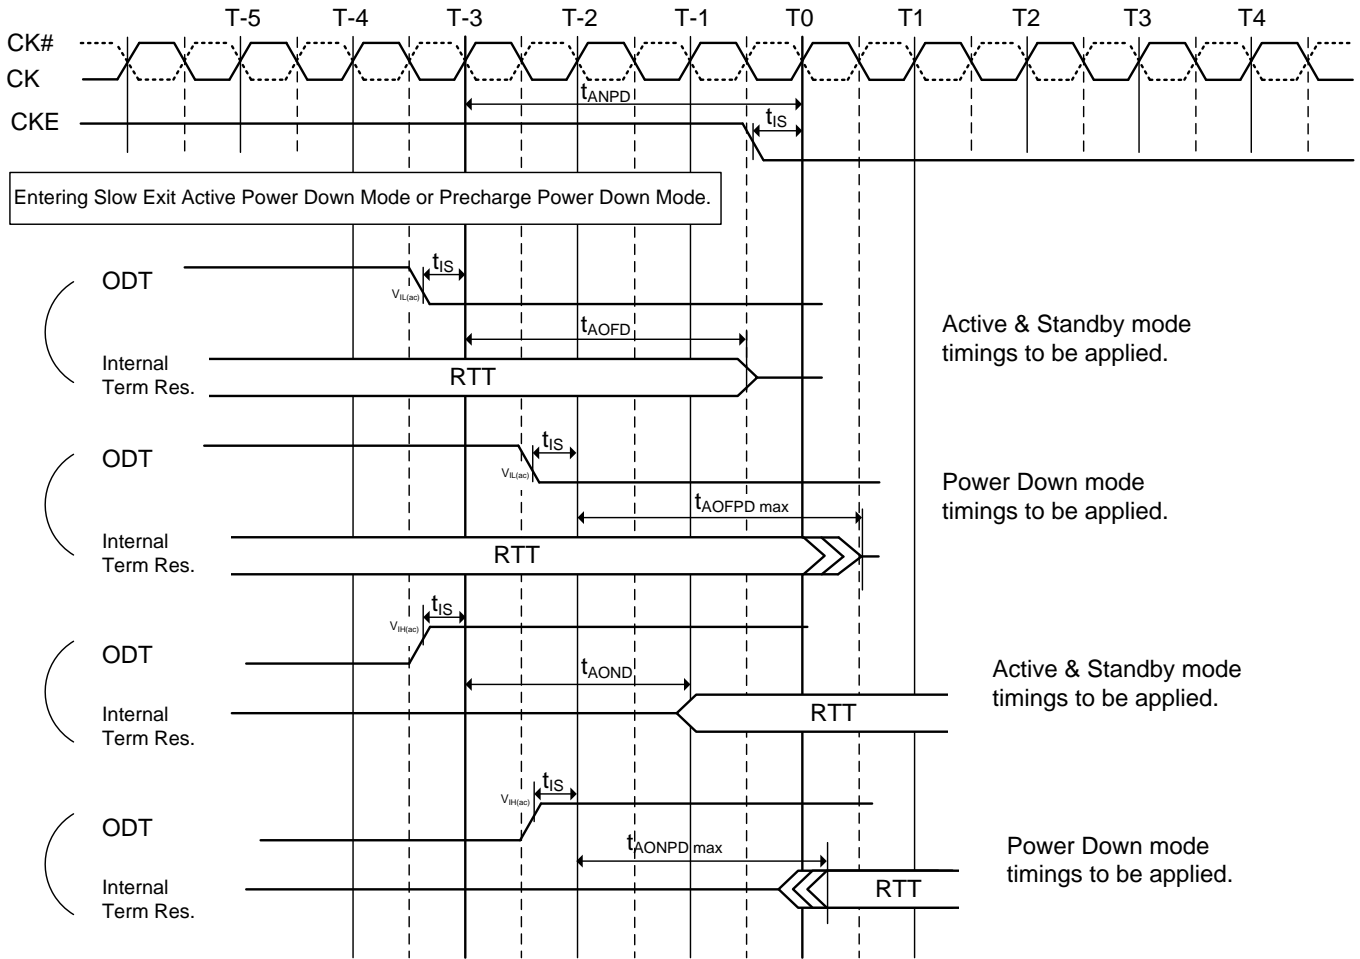 T-5 T-4 T-3 T-2 T-1 T0 T1 T2 T3 T4
CK#
CK
tANPD
CKE
tIS
Entering Slow Exit Active Power Down Mode or Precharge Power Down Mode.
ODT
tIS
VIL(ac)
tAOFD
Internal
Term Res.
RTT
Active & Standby mode
timings to be applied.
ODT
tIS
VIL(ac)
tAOFPD max
Internal
Term Res.
RTT
Power Down mode
timings to be applied.
tIS
VIH(ac)
ODT
tAOND
Internal
Term Res.
RTT
Active & Standby mode
timings to be applied.
tIS
VIH(ac)
ODT
tAONPD max
Internal
Term Res.
RTT
Power Down mode
timings to be applied.